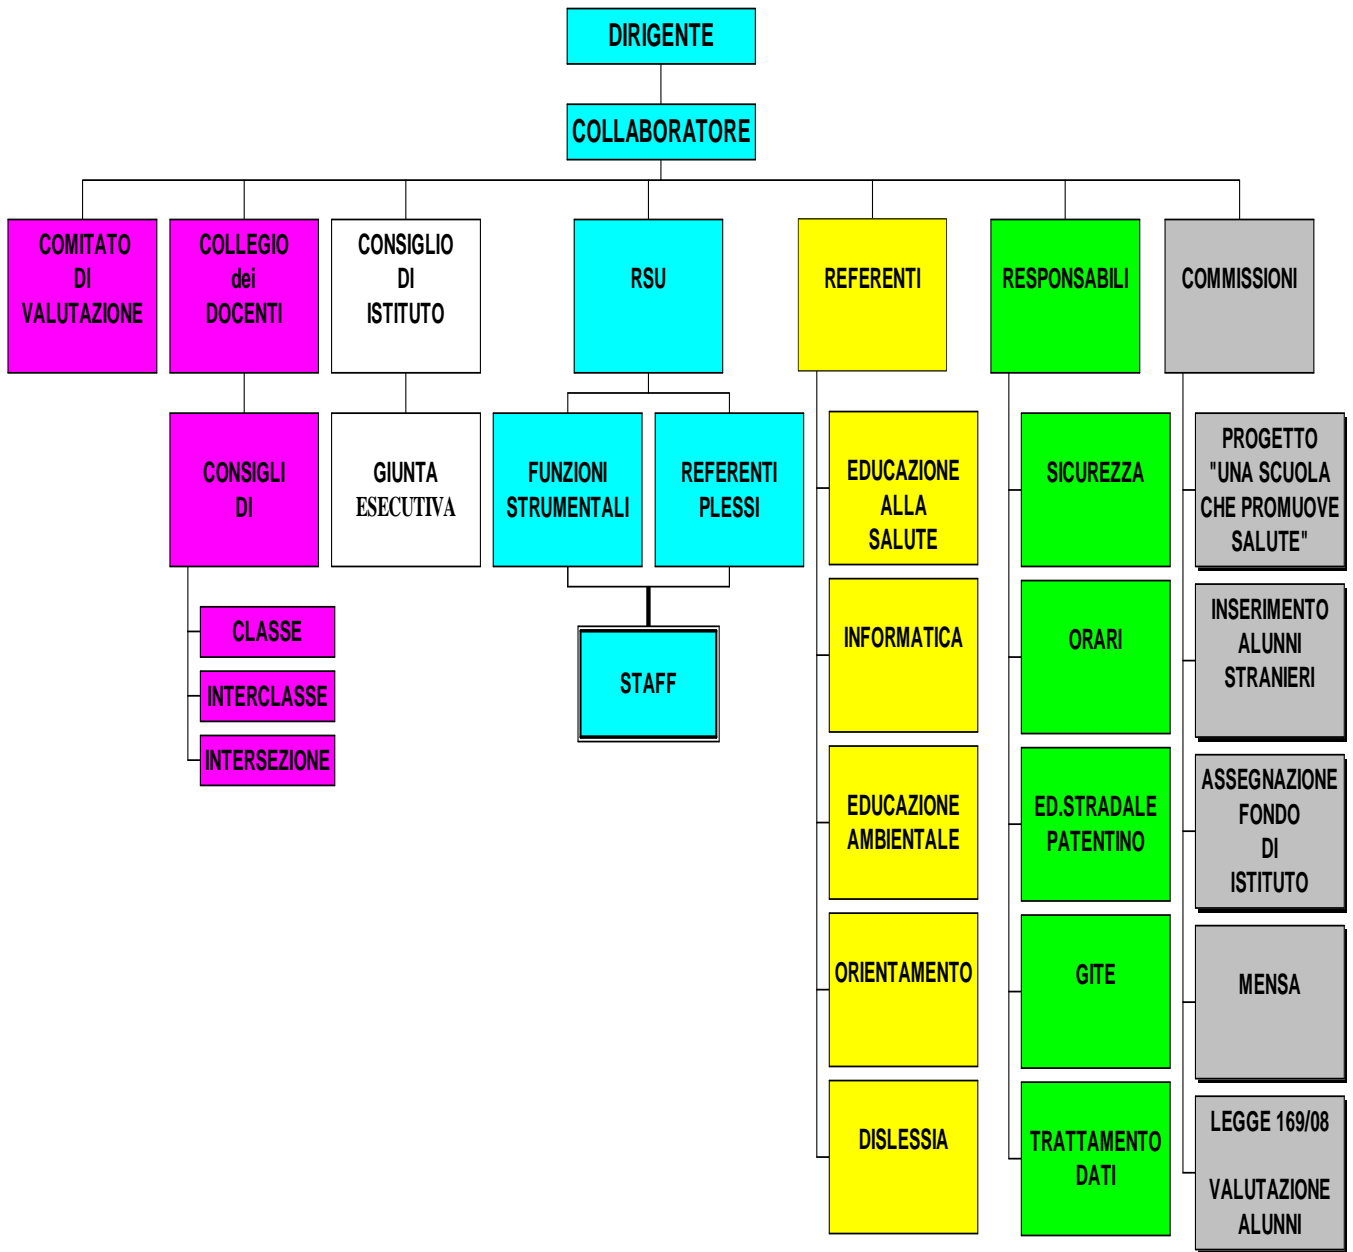 DIRIGENTE
COLLABORATORE
COMITATO
DI
VALUTAZIONE
COLLEGIO
dei
DOCENTI
CONSIGLIO
DI
ISTITUTO
RSU
REFERENTI
RESPONSABILI
COMMISSIONI
CONSIGLI
DI
GIUNTA
ESECUTIVA
FUNZIONI
STRUMENTALI
REFERENTI
PLESSI
CLASSE
INTERCLASSE
INTERSEZIONE
STAFF
EDUCAZIONE
ALLA
SALUTE
INFORMATICA
EDUCAZIONE
AMBIENTALE
ORIENTAMENTO
DISLESSIA
SICUREZZA
ORARI
ED.STRADALE
PATENTINO
GITE
TRATTAMENTO
DATI
PROGETTO
"UNA SCUOLA
CHE PROMUOVE
SALUTE"
INSERIMENTO
ALUNNI
STRANIERI
ASSEGNAZIONE
FONDO
DI
ISTITUTO
MENSA
LEGGE 169/08
VALUTAZIONE
ALUNNI